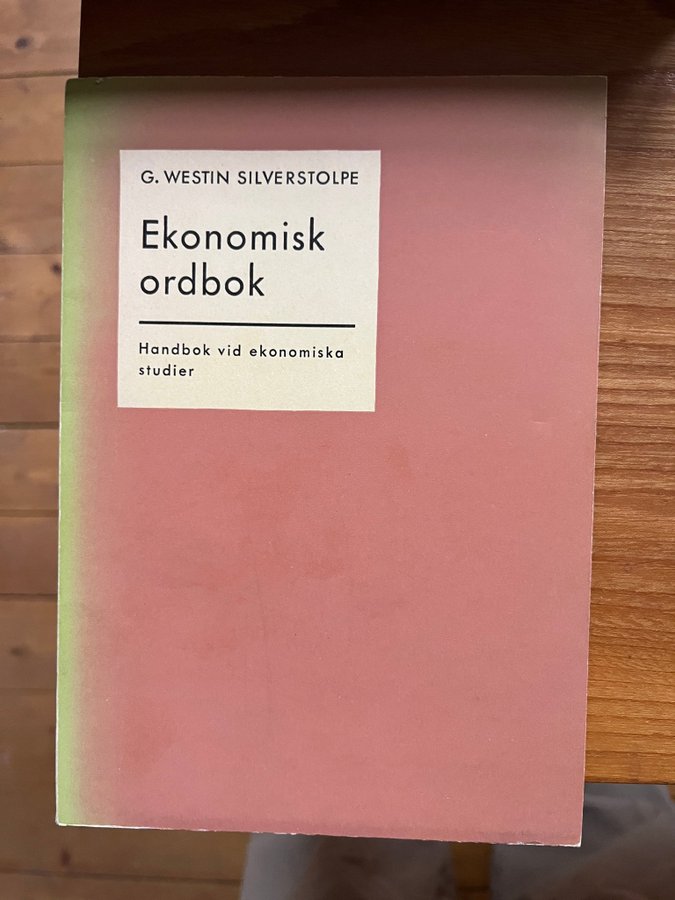 G. WESTIN SILVERSTOLPE
Ekonomisk
ordbok
Handbok vid ekonomiska
studier